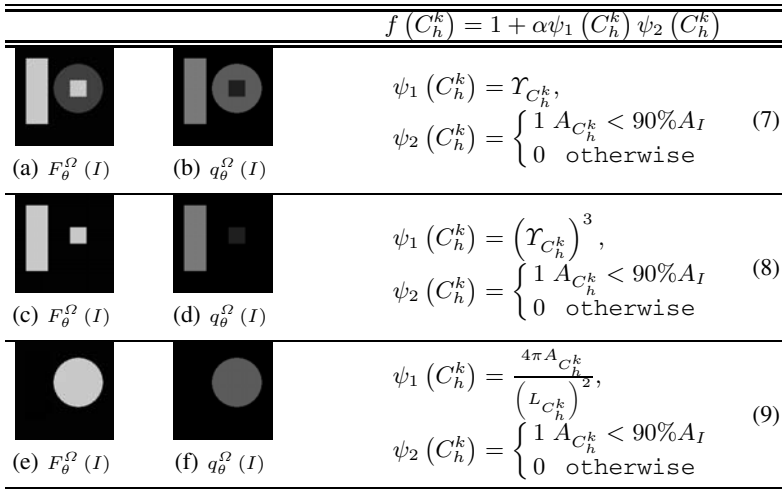 f (C_h^k) = 1 + αψ_1 (C_h^k) ψ_2 (C_h^k)
ψ_1 (C_h^k) = ϒ_{C_h^k},
ψ_2 (C_h^k) = { 1 A_{C_h^k} < 90%A_I
0 otherwise
(7)
(a) F_θ^Ω (I) (b) q_θ^Ω (I)
ψ_1 (C_h^k) = (ϒ_{C_h^k})^3,
ψ_2 (C_h^k) = { 1 A_{C_h^k} < 90%A_I
0 otherwise
(8)
(c) F_θ^Ω (I) (d) q_θ^Ω (I)
ψ_1 (C_h^k) = \frac{4πA_{C_h^k}}{(L_{C_h^k})^2},
ψ_2 (C_h^k) = { 1 A_{C_h^k} < 90%A_I
0 otherwise
(9)
(e) F_θ^Ω (I) (f) q_θ^Ω (I)